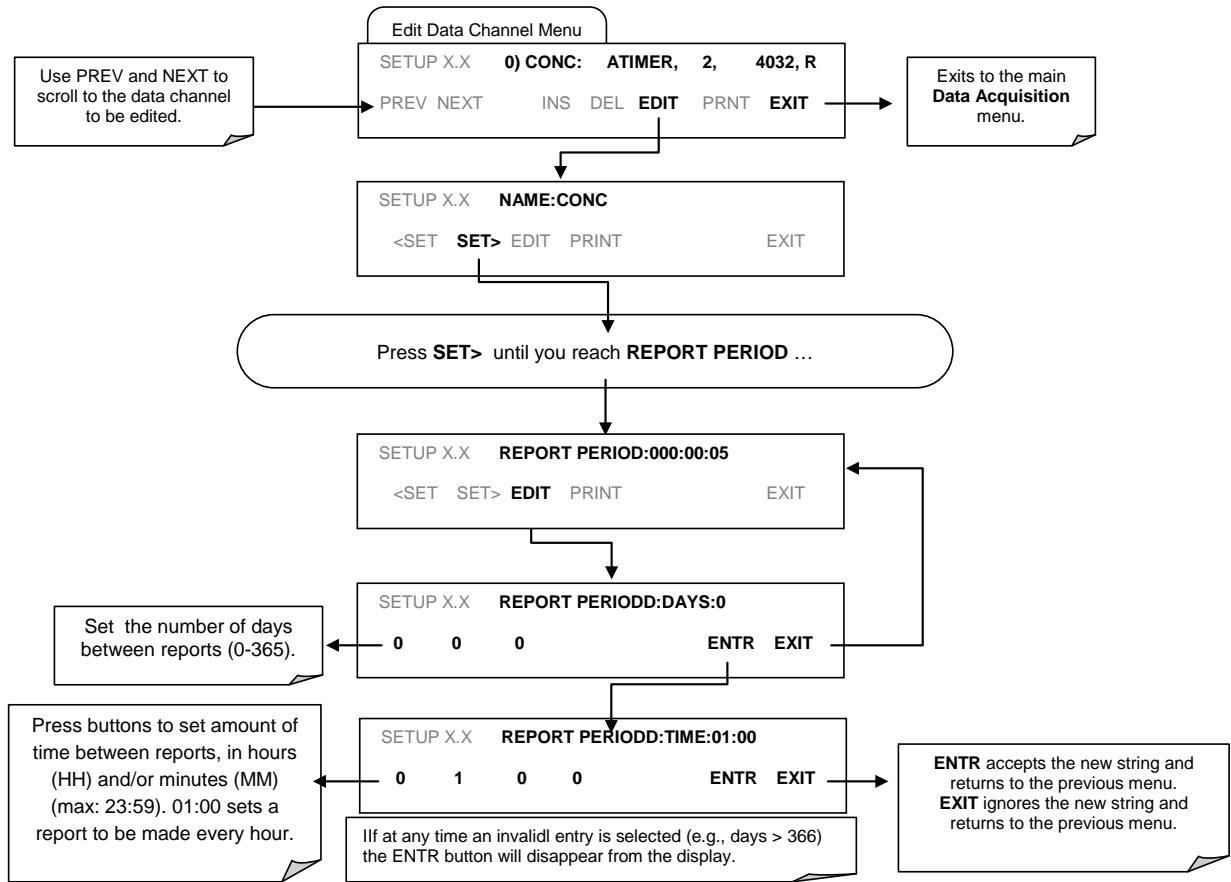 Edit Data Channel Menu
SETUP X.X 0) CONC: ATIMER, 2, 4032, R
PREV NEXT INS DEL EDIT PRNT EXIT
Use PREV and NEXT to
scroll to the data channel
to be edited.
Exits to the main
Data Acquisition
menu.
SETUP X.X NAME:CONC
<SET SET> EDIT PRINT EXIT
Press SET> until you reach REPORT PERIOD …
SETUP X.X REPORT PERIOD:000:00:05
<SET SET> EDIT PRINT EXIT
SETUP X.X REPORT PERIODD:DAYS:0
0 0 0 ENTR EXIT
Set the number of days
between reports (0-365).
SETUP X.X REPORT PERIODD:TIME:01:00
0 1 0 0 ENTR EXIT
Press buttons to set amount of
time between reports, in hours
(HH) and/or minutes (MM)
(max: 23:59). 01:00 sets a
report to be made every hour.
ENTR accepts the new string and
returns to the previous menu.
EXIT ignores the new string and
returns to the previous menu.
IIf at any time an invalidl entry is selected (e.g., days > 366)
the ENTR button will disappear from the display.